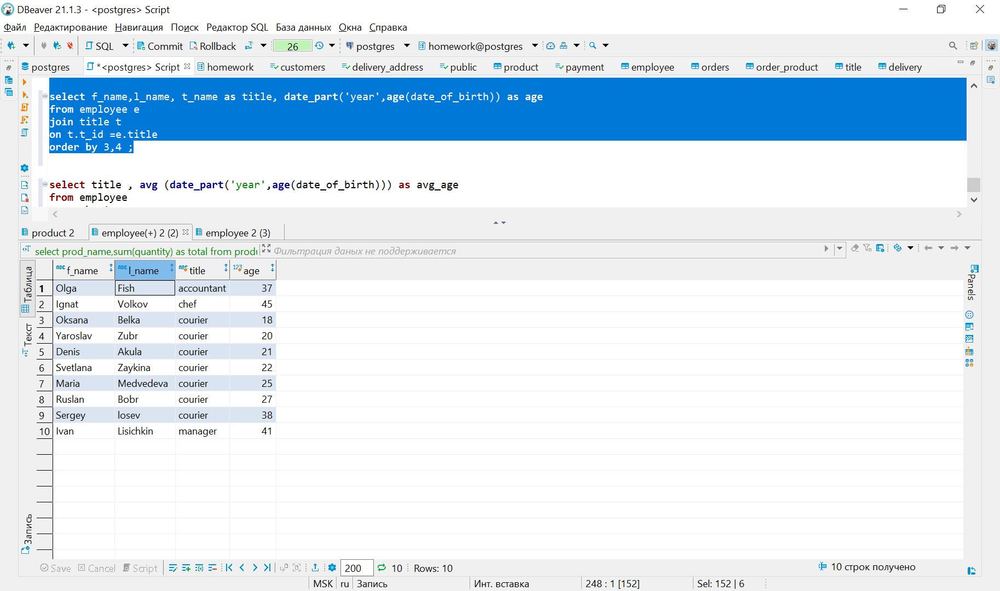 DBeaver 21.1.3 - <postgres> Script
Файл Редактирование Навигация Поиск Редактор SQL База данных Окна Справка
SQL Commit Rollback 26 postgres homework@postgres
postgres *<postgres> Script homework customers delivery_address public product payment employee orders order_product title delivery
select f_name,l_name, t_name as title, date_part('year',age(date_of_birth)) as age
from employee e
join title t
on t.t_id =e.title
order by 3,4 ;
select title , avg (date_part('year',age(date_of_birth))) as avg_age
from employee
product 2 employee(+) 2 (2) employee 2 (3)
select prod_name,sum(quantity) as total from produ Фильтрация даных не поддерживается
Таблица
Текст
Запись
Panels
f_name l_name title age
1 Olga Fish accountant 37
2 Ignat Volkov chef 45
3 Oksana Belka courier 18
4 Yaroslav Zubr courier 20
5 Denis Akula courier 21
6 Svetlana Zaykina courier 22
7 Maria Medvedeva courier 25
8 Ruslan Bobr courier 27
9 Sergey losev courier 38
10 Ivan Lisichkin manager 41
Save Cancel Script 200 10 Rows: 10 10 строк получено
MSK ru Запись Инт. вставка 248 : 1 [152] Sel: 152 | 6